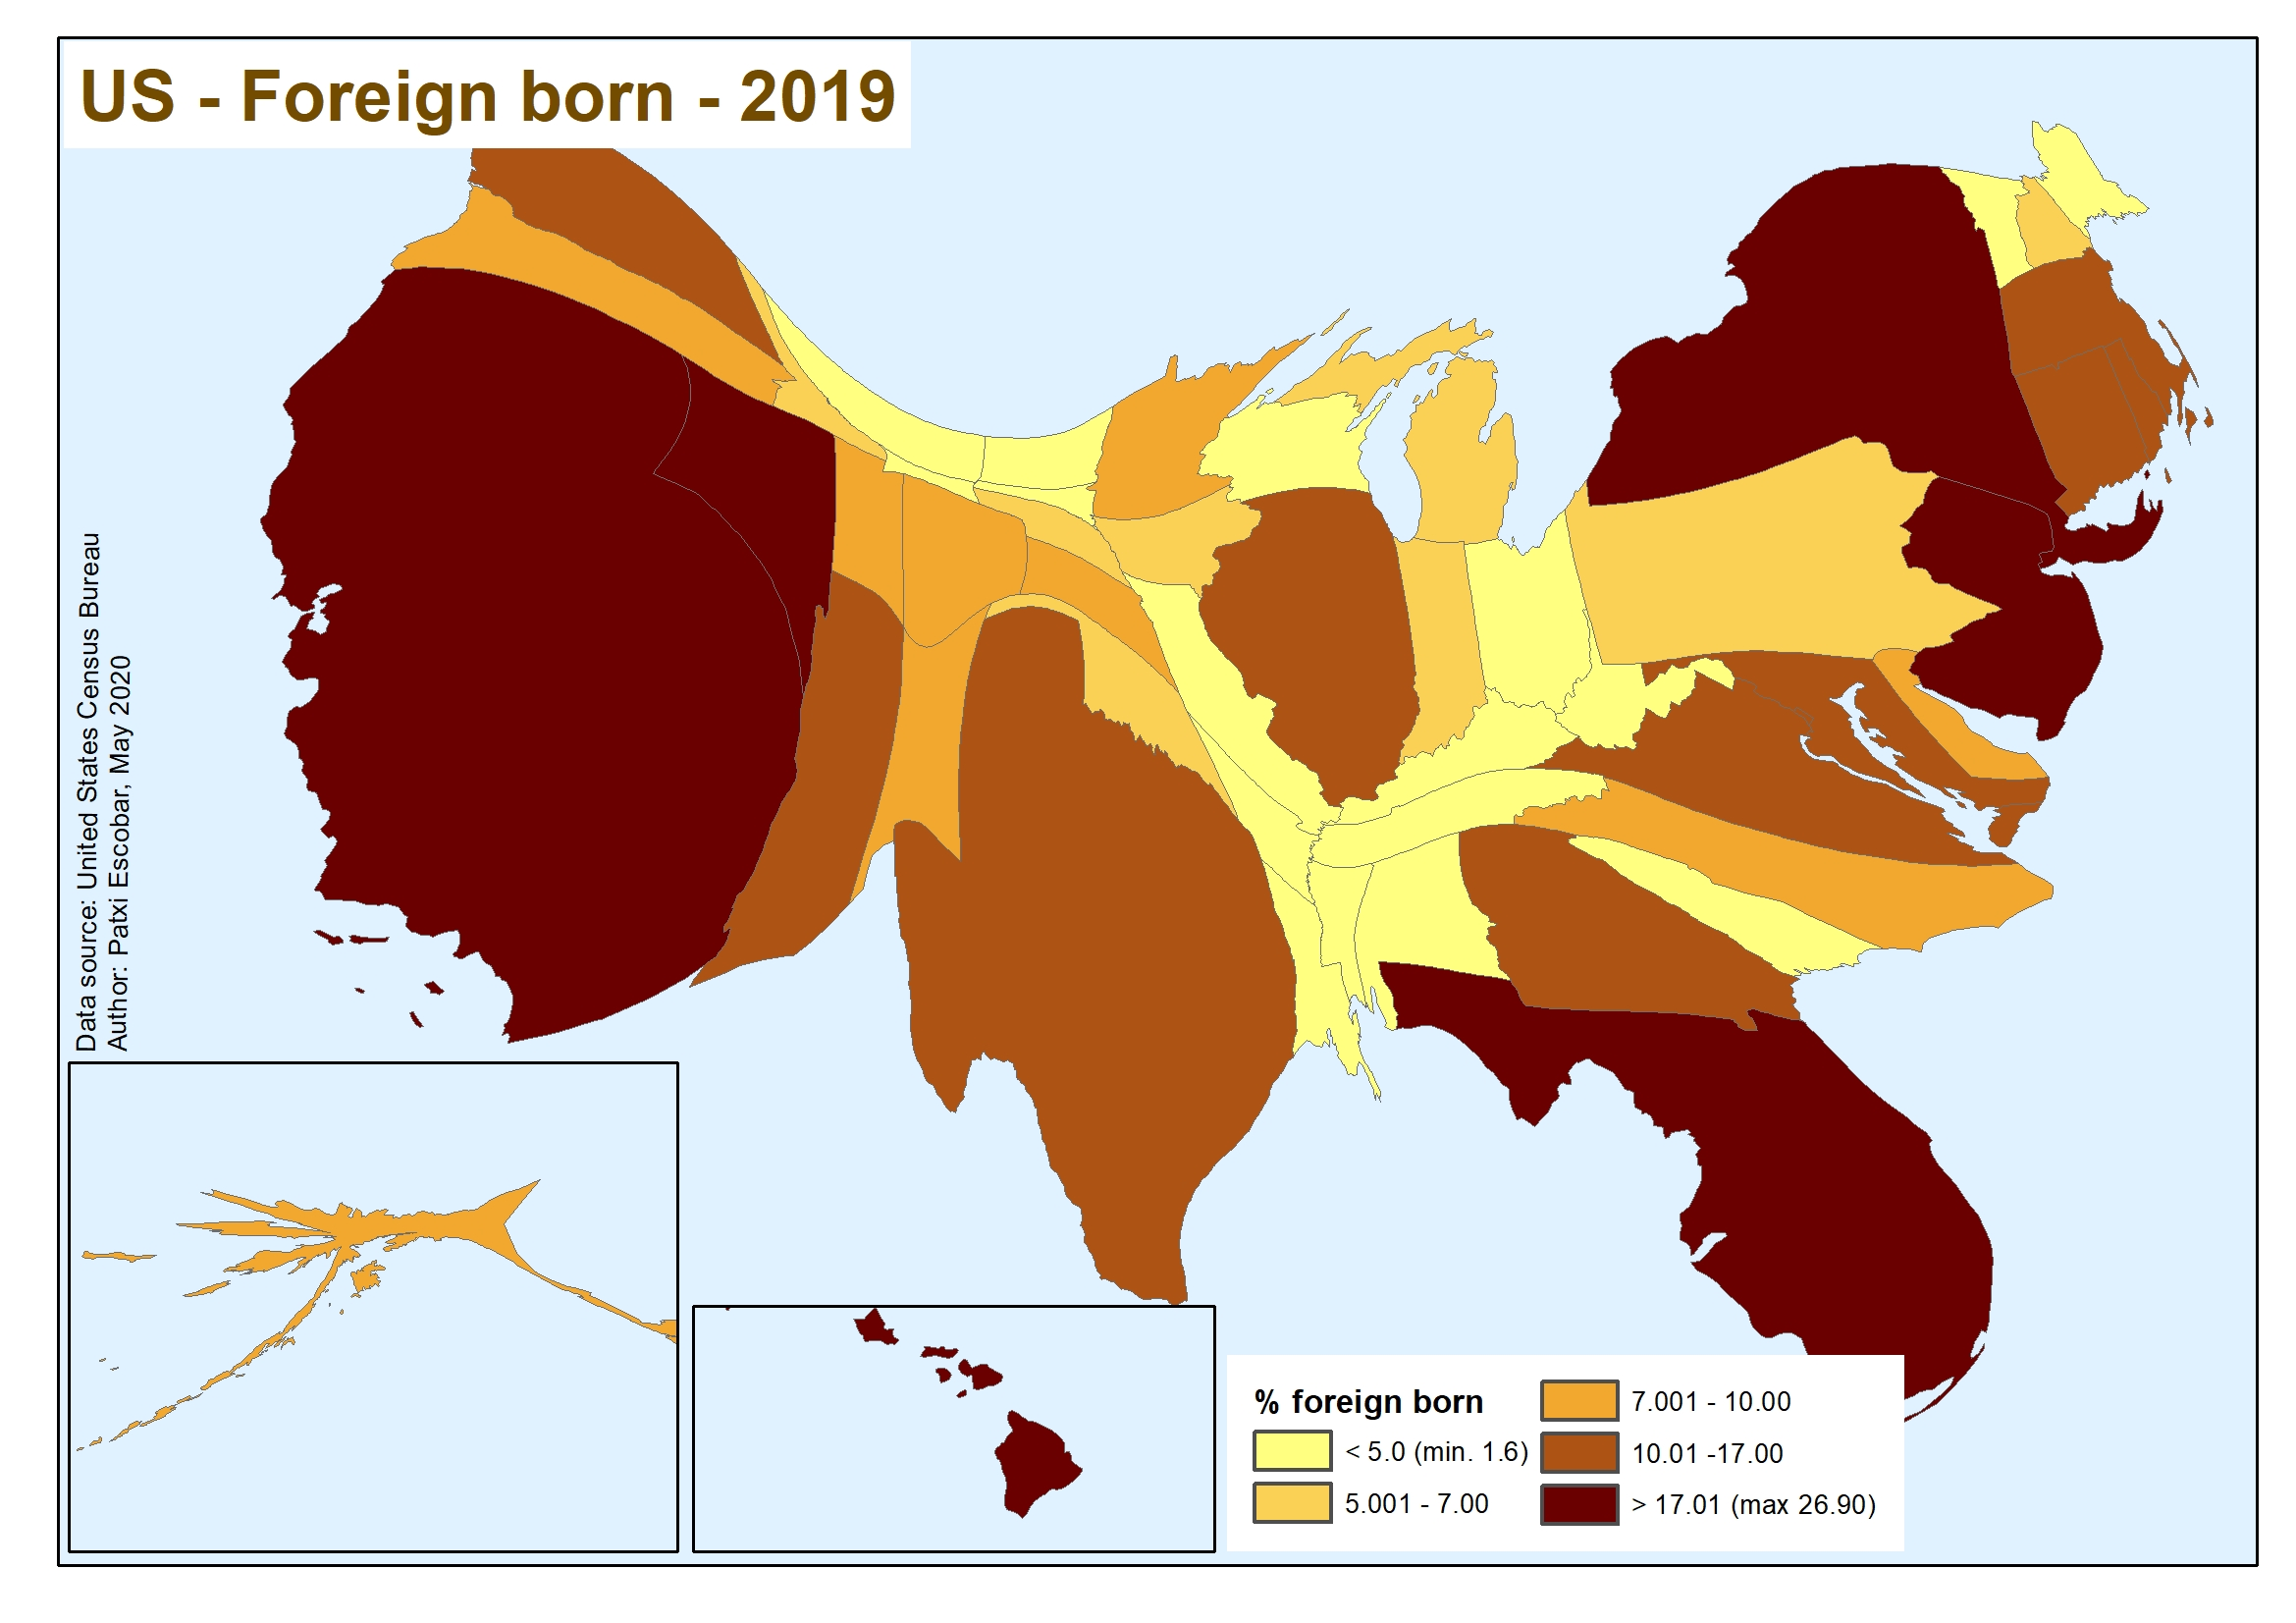 US - Foreign born - 2019
Data source: United States Census Bureau
Author: Patxi Escobar, May 2020
% foreign born
< 5.0 (min. 1.6)
5.001 - 7.00
7.001 - 10.00
10.01 -17.00
> 17.01 (max 26.90)